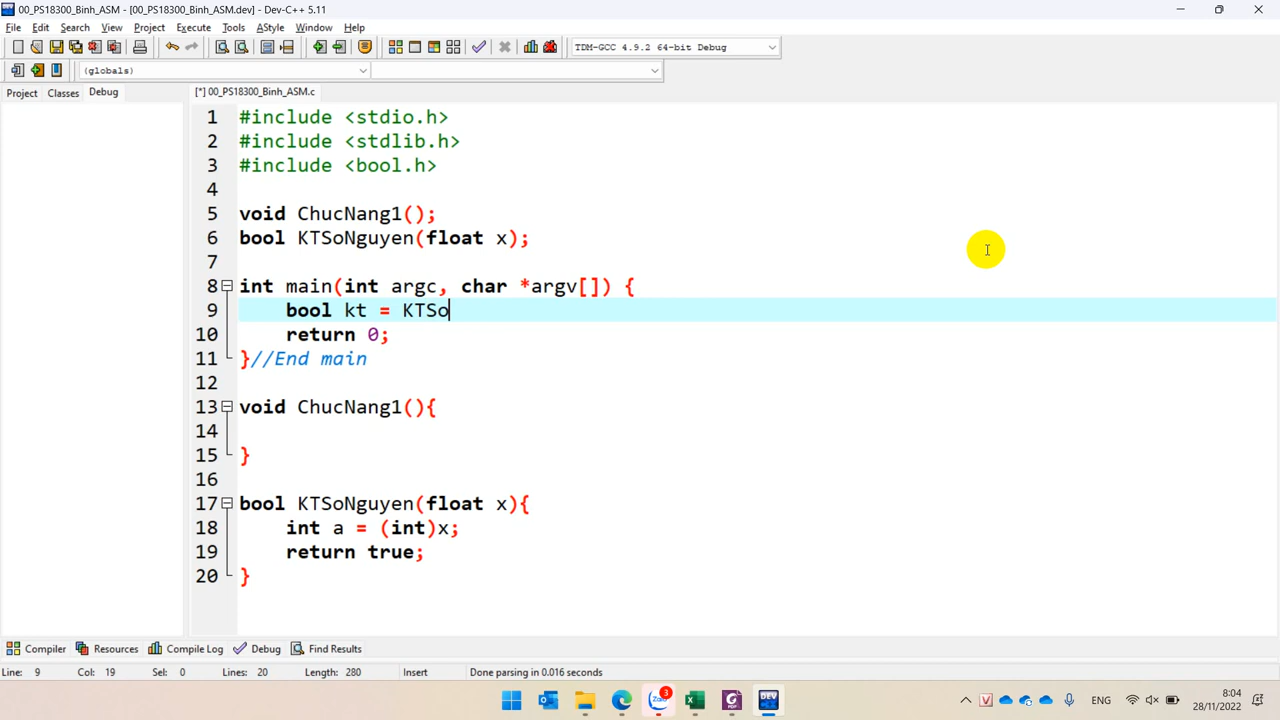 00_PS18300_Binh_ASM - [00_PS18300_Binh_ASM.dev] - Dev-C++ 5.11
File Edit Search View Project Execute Tools AStyle Window Help
TDM-GCC 4.9.2 64-bit Debug
(globals)
Project Classes Debug [*] 00_PS18300_Binh_ASM.c
1 #include <stdio.h>
2 #include <stdlib.h>
3 #include <bool.h>
4
5 void ChucNang1();
6 bool KTSoNguyen(float x);
7
8 int main(int argc, char *argv[]) {
9 bool kt = KTSo
10 return 0;
11 }//End main
12
13 void ChucNang1(){
14
15 }
16
17 bool KTSoNguyen(float x){
18 int a = (int)x;
19 return true;
20 }
Compiler Resources Compile Log Debug Find Results
Line: 9 Col: 19 Sel: 0 Lines: 20 Length: 280 Insert Done parsing in 0.016 seconds
Zalo 3 PDF DEV V ENG 8:04
28/11/2022